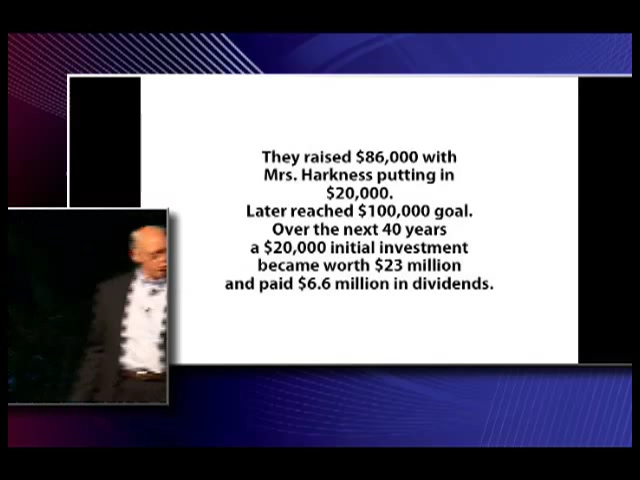 They raised $86,000 with
Mrs. Harkness putting in
$20,000.
Later reached $100,000 goal.
Over the next 40 years
a $20,000 initial investment
became worth $23 million
and paid $6.6 million in dividends.